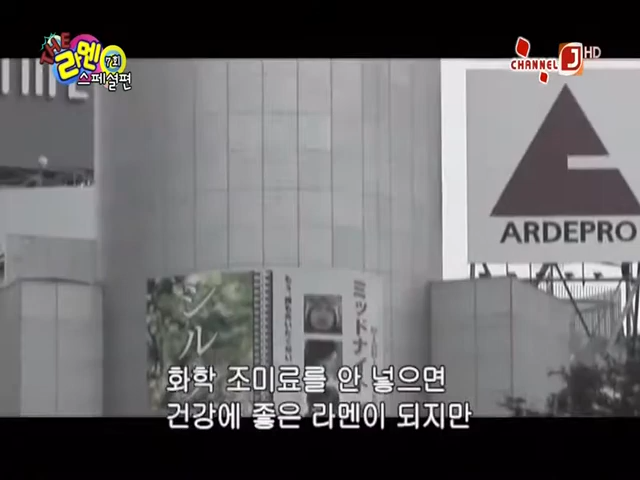 THE
라멘
7회
스페셜편
CHANNEL J HD
ARDEPRO
シル
ミッドナイ
화학 조미료를 안 넣으면
건강에 좋은 라멘이 되지만